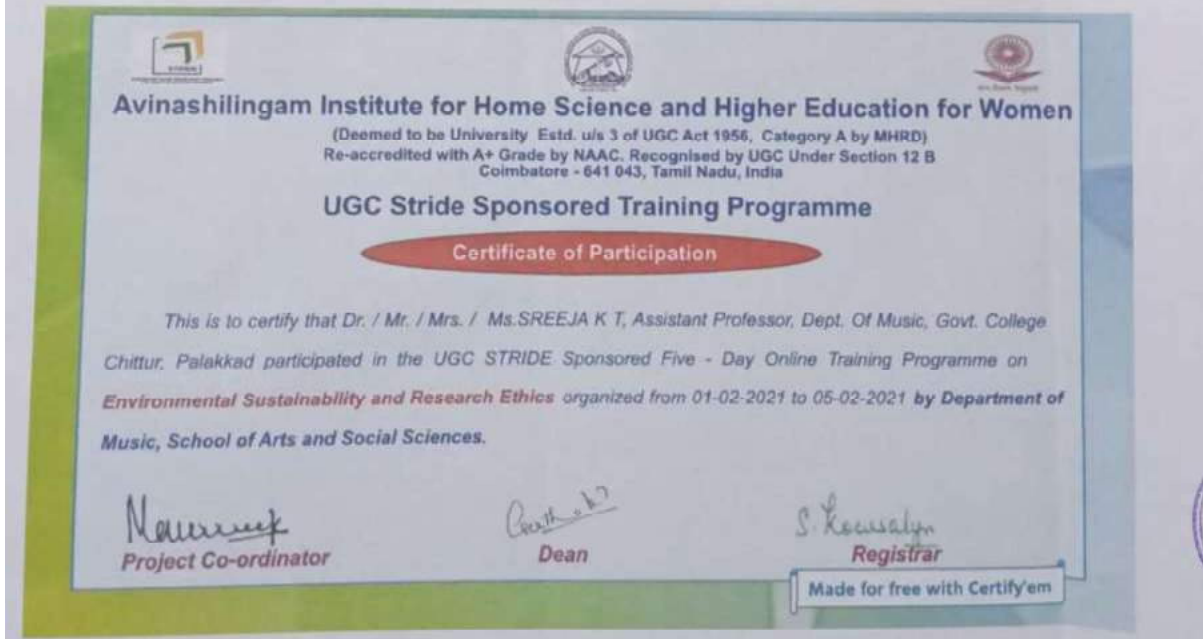 Avinashilingam Institute for Home Science and Higher Education for Women
(Deemed to be University Estd. u/s 3 of UGC Act 1956, Category A by MHRD)
Re-accredited with A+ Grade by NAAC. Recognised by UGC Under Section 12 B
Coimbatore - 641 043, Tamil Nadu, India
UGC Stride Sponsored Training Programme
Certificate of Participation
This is to certify that Dr. / Mr. / Mrs. / Ms.SREEJA K T, Assistant Professor, Dept. Of Music, Govt. College
Chittur. Palakkad participated in the UGC STRIDE Sponsored Five - Day Online Training Programme on
Environmental Sustainability and Research Ethics organized from 01-02-2021 to 05-02-2021 by Department of
Music, School of Arts and Social Sciences.
S. Kowsalya
Project Co-ordinator
Dean
Registrar
Made for free with Certify'em